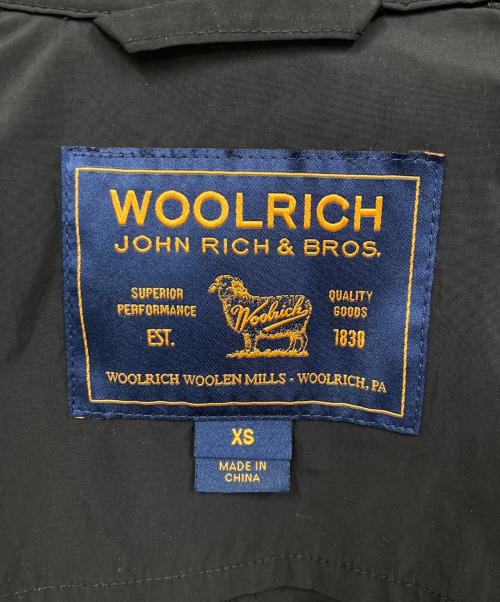 WOOLRICH
JOHN RICH & BROS.
SUPERIOR
PERFORMANCE
EST.
Woolrich
QUALITY
GOODS
1830
WOOLRICH WOOLEN MILLS - WOOLRICH, PA
XS
MADE IN
CHINA